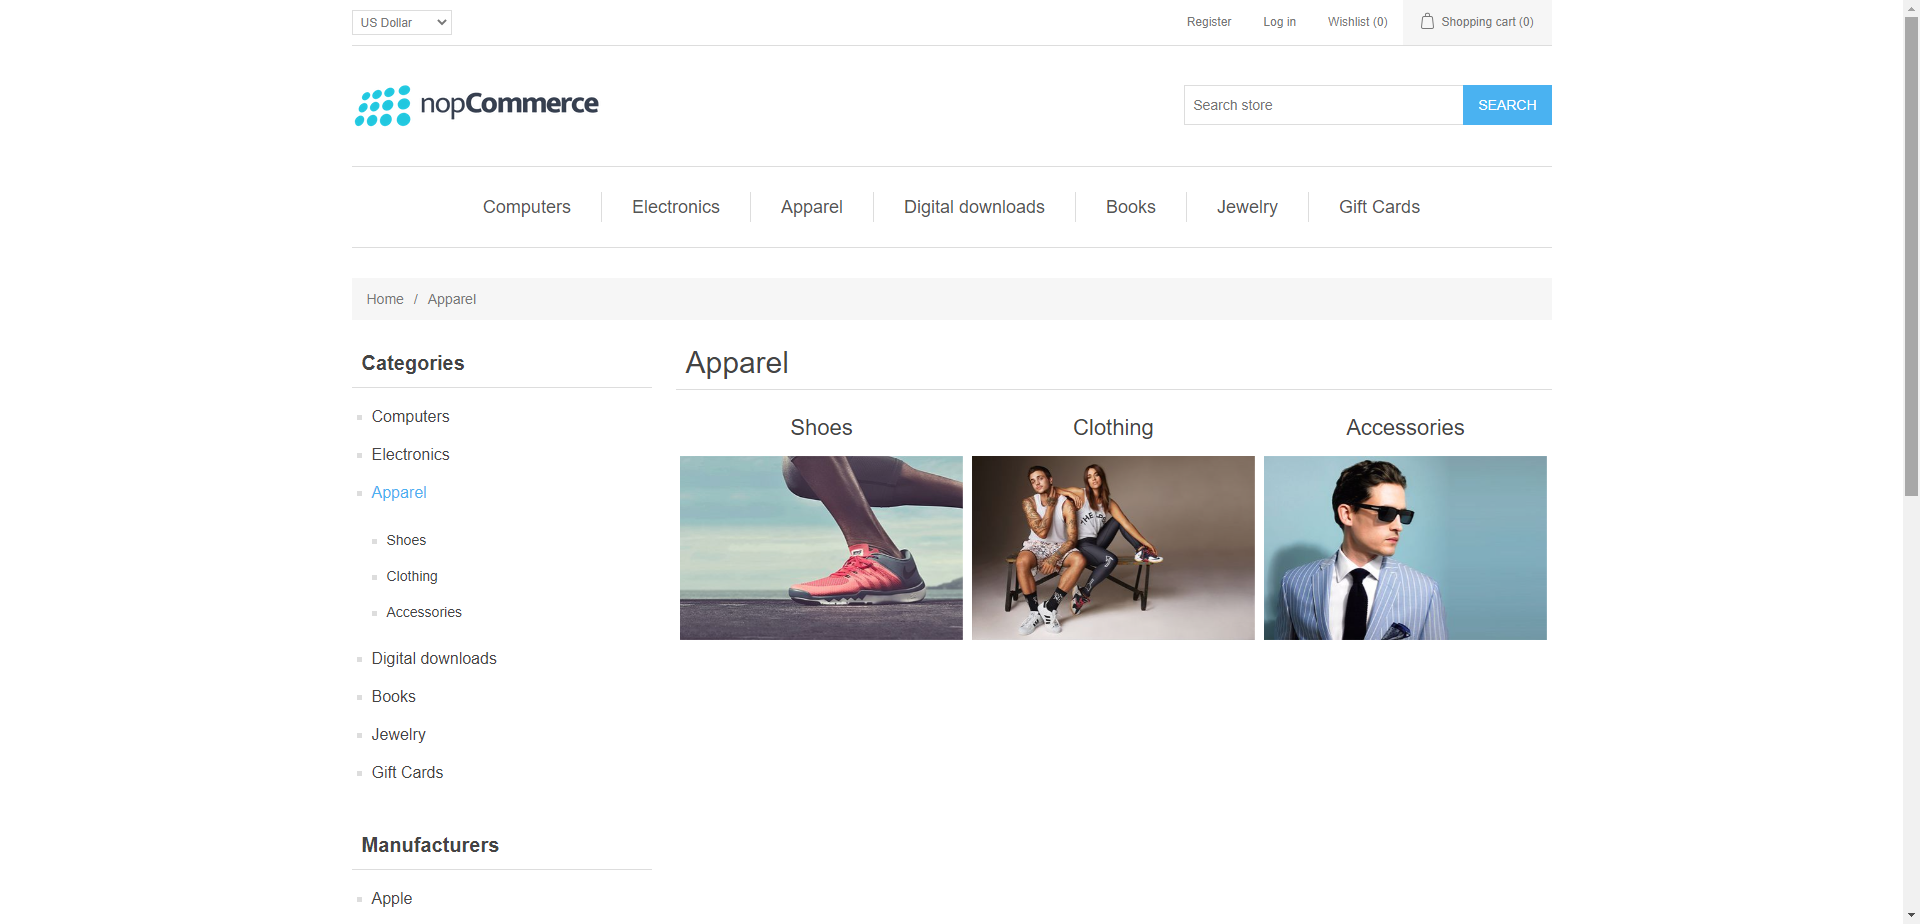 US Dollar
Register
Log in
Wishlist (0)
Shopping cart (0)
nopCommerce
Search store
SEARCH
Computers
Electronics
Apparel
Digital downloads
Books
Jewelry
Gift Cards
Home / Apparel
Categories
Computers
Electronics
Apparel
Shoes
Clothing
Accessories
Digital downloads
Books
Jewelry
Gift Cards
Manufacturers
Apple
Apparel
Shoes
Clothing
Accessories